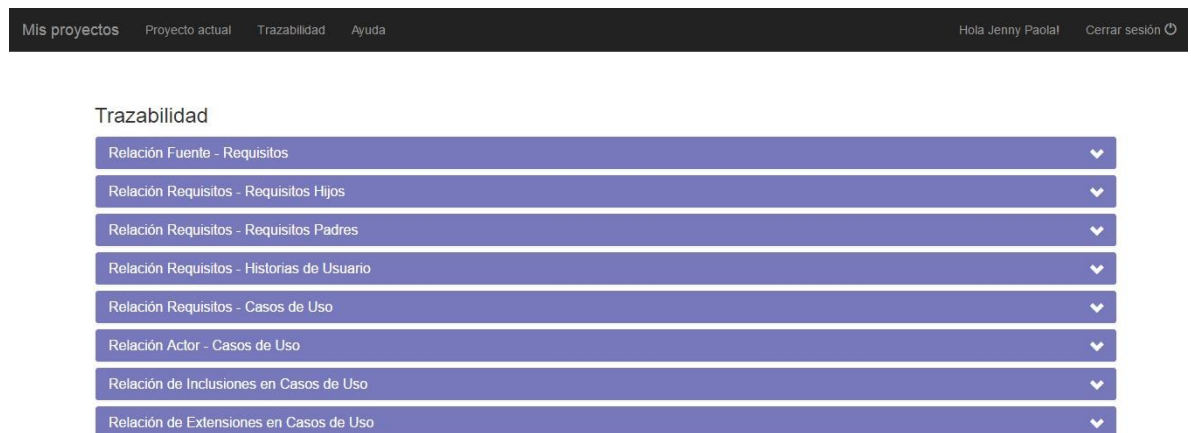 Mis proyectos Proyecto actual Trazabilidad Ayuda Hola Jenny Paola! Cerrar sesión
Trazabilidad
Relación Fuente - Requisitos
Relación Requisitos - Requisitos Hijos
Relación Requisitos - Requisitos Padres
Relación Requisitos - Historias de Usuario
Relación Requisitos - Casos de Uso
Relación Actor - Casos de Uso
Relación de Inclusiones en Casos de Uso
Relación de Extensiones en Casos de Uso